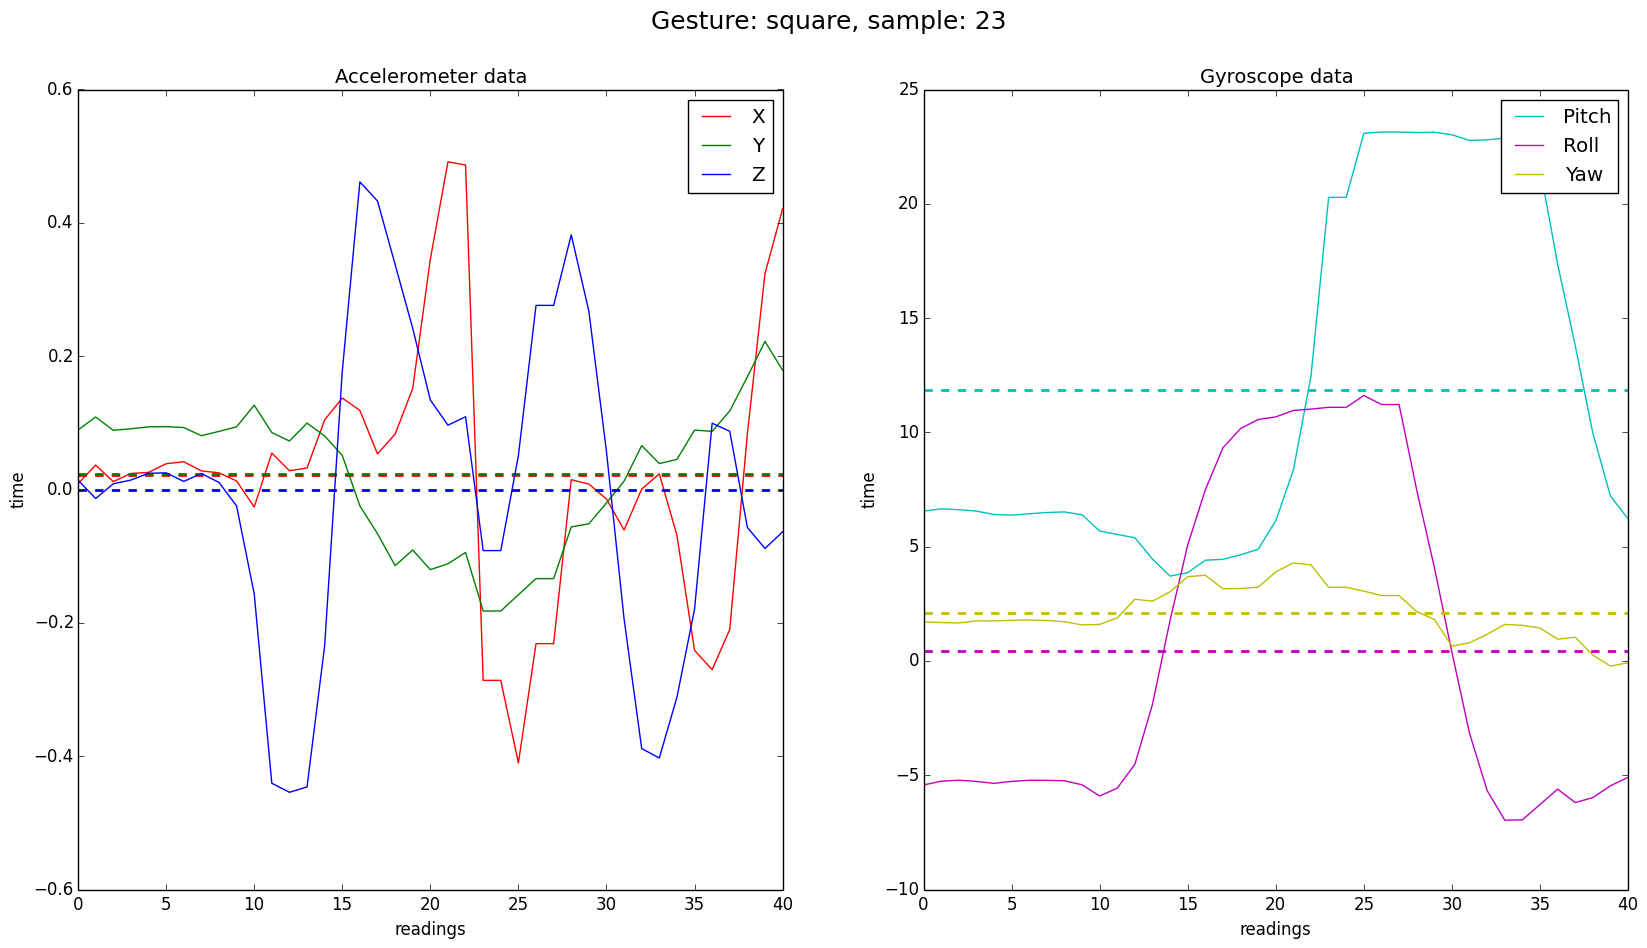 Gesture: square, sample: 23
Accelerometer data
0.6
0.4
0.2
0.0
−0.2
−0.4
−0.6
time
X
Y
Z
0 5 10 15 20 25 30 35 40
readings
Gyroscope data
25
20
15
10
5
0
−5
−10
time
Pitch
Roll
Yaw
0 5 10 15 20 25 30 35 40
readings